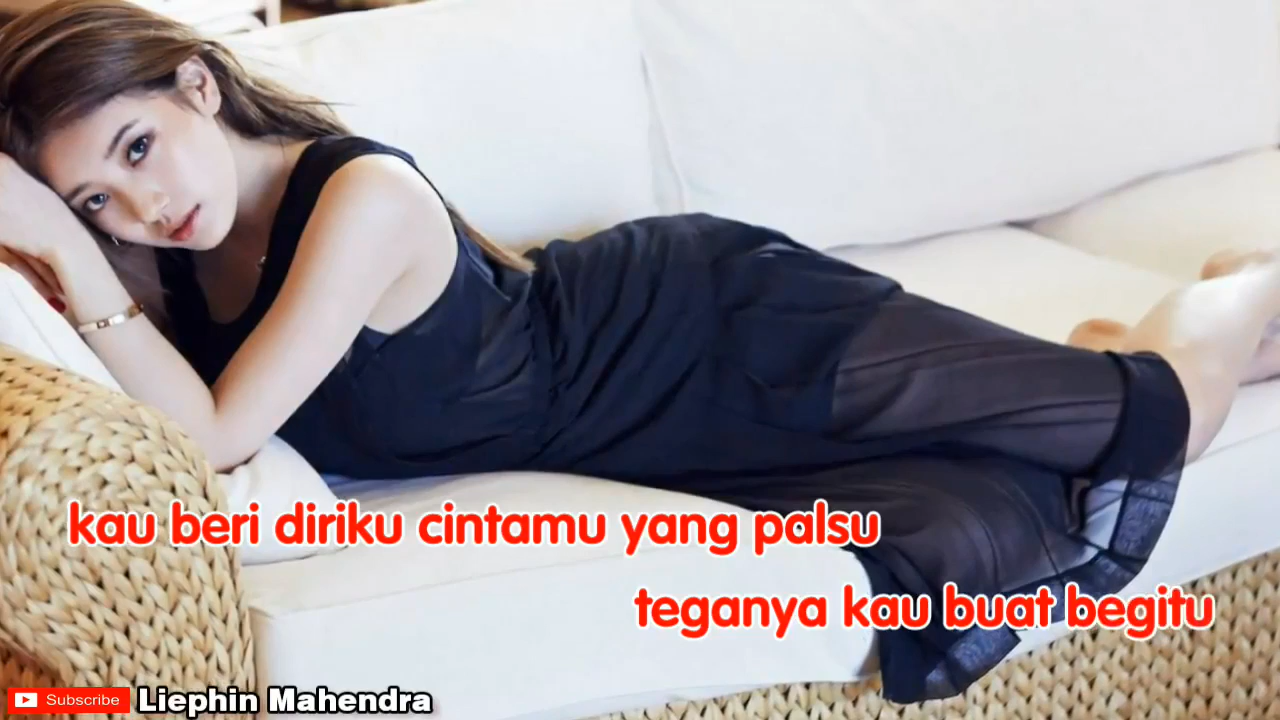 kau beri diriku cintamu yang palsu
teganya kau buat begitu
Subscribe Liephin Mahendra